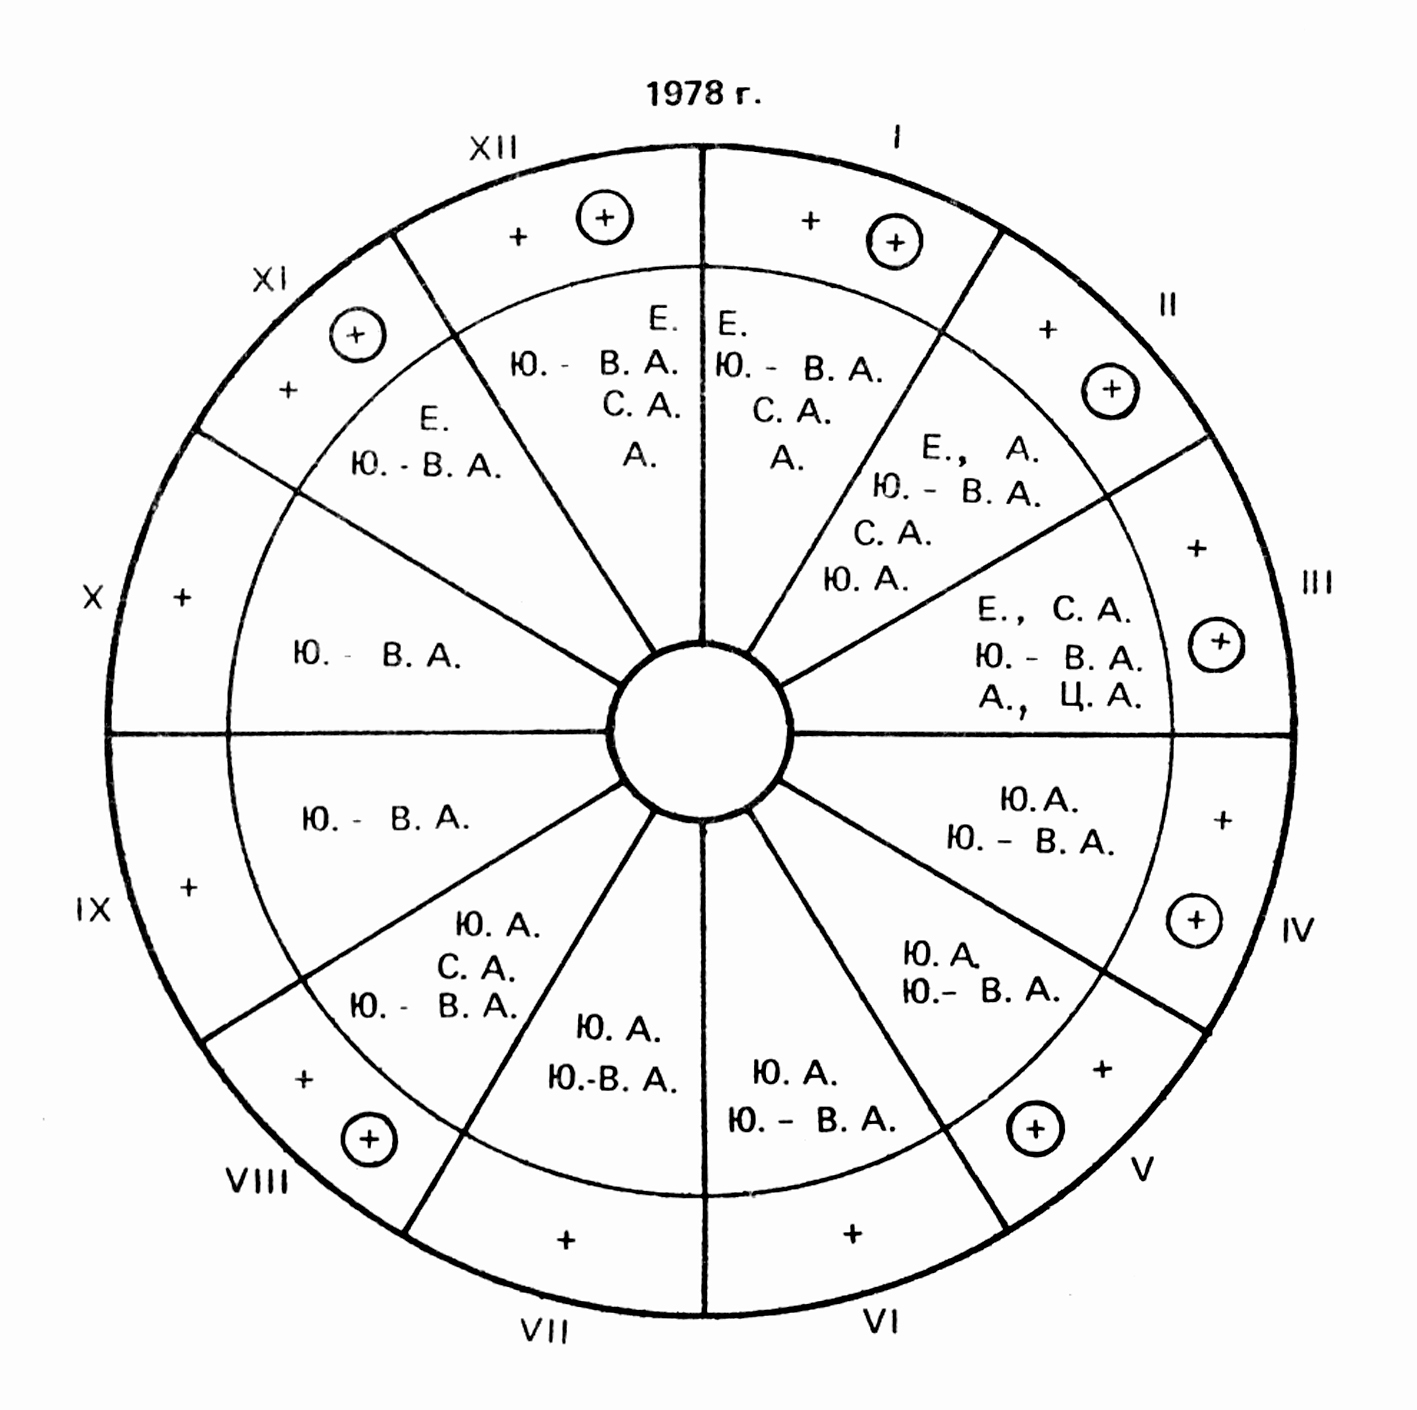 1978 г.
I
+ ⊕
Е.
Ю. - В. А.
С. А.
А.
II
+ ⊕
Е., А.
Ю. - В. А.
С. А.
Ю. А.
III
+ ⊕
Е., С. А.
Ю. - В. А.
А., Ц. А.
IV
+ ⊕
Ю. А.
Ю. - В. А.
V
+ ⊕
Ю. А.
Ю.- В. А.
VI
+
Ю. А.
Ю. - В. А.
VII
+
Ю. А.
Ю.-В. А.
VIII
+ ⊕
Ю. А.
С. А.
Ю. - В. А.
IX
+
Ю. - В. А.
X
+
Ю. - В. А.
XI
+ ⊕
Е.
Ю. - В. А.
XII
+ ⊕
Е.
Ю. - В. А.
С. А.
А.